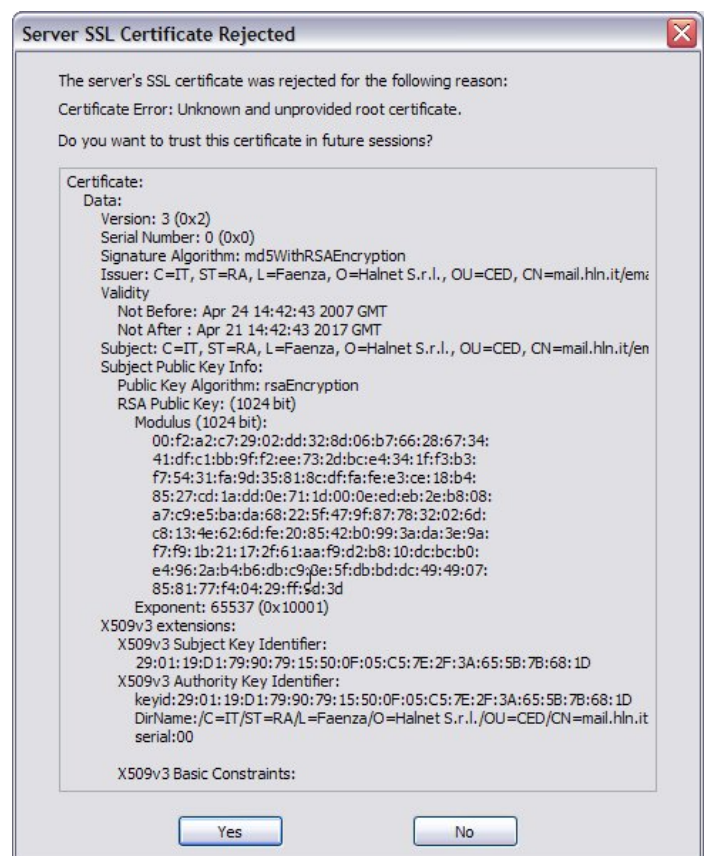 Server SSL Certificate Rejected
The server's SSL certificate was rejected for the following reason:
Certificate Error: Unknown and unprovided root certificate.
Do you want to trust this certificate in future sessions?
Certificate:
Data:
Version: 3 (0x2)
Serial Number: 0 (0x0)
Signature Algorithm: md5WithRSAEncryption
Issuer: C=IT, ST=RA, L=Faenza, O=Halnet S.r.l., OU=CED, CN=mail.hln.it/ema
Validity
Not Before: Apr 24 14:42:43 2007 GMT
Not After : Apr 21 14:42:43 2017 GMT
Subject: C=IT, ST=RA, L=Faenza, O=Halnet S.r.l., OU=CED, CN=mail.hln.it/en
Subject Public Key Info:
Public Key Algorithm: rsaEncryption
RSA Public Key: (1024 bit)
Modulus (1024 bit):
00:f2:a2:c7:29:02:dd:32:8d:06:b7:66:28:67:34:
41:df:c1:bb:9f:f2:ee:73:2d:bc:e4:34:1f:f3:b3:
f7:54:31:fa:9d:35:81:8c:df:fa:fe:e3:ce:18:b4:
85:27:cd:1a:dd:0e:71:1d:00:0e:ed:eb:2e:b8:08:
a7:c9:e5:ba:da:68:22:5f:47:9f:87:78:32:02:6d:
c8:13:4e:62:6d:fe:20:85:42:b0:99:3a:da:3e:9a:
f7:f9:1b:21:17:2f:61:aa:f9:d2:b8:10:dc:bc:b0:
e4:96:2a:b4:b6:db:c9:8e:5f:db:bd:dc:49:49:07:
85:81:77:f4:04:29:ff:9d:3d
Exponent: 65537 (0x10001)
X509v3 extensions:
X509v3 Subject Key Identifier:
29:01:19:D1:79:90:79:15:50:0F:05:C5:7E:2F:3A:65:5B:7B:68:1D
X509v3 Authority Key Identifier:
keyid:29:01:19:D1:79:90:79:15:50:0F:05:C5:7E:2F:3A:65:5B:7B:68:1D
DirName:/C=IT/ST=RA/L=Faenza/O=Halnet S.r.l./OU=CED/CN=mail.hln.it
serial:00
X509v3 Basic Constraints:
Yes No